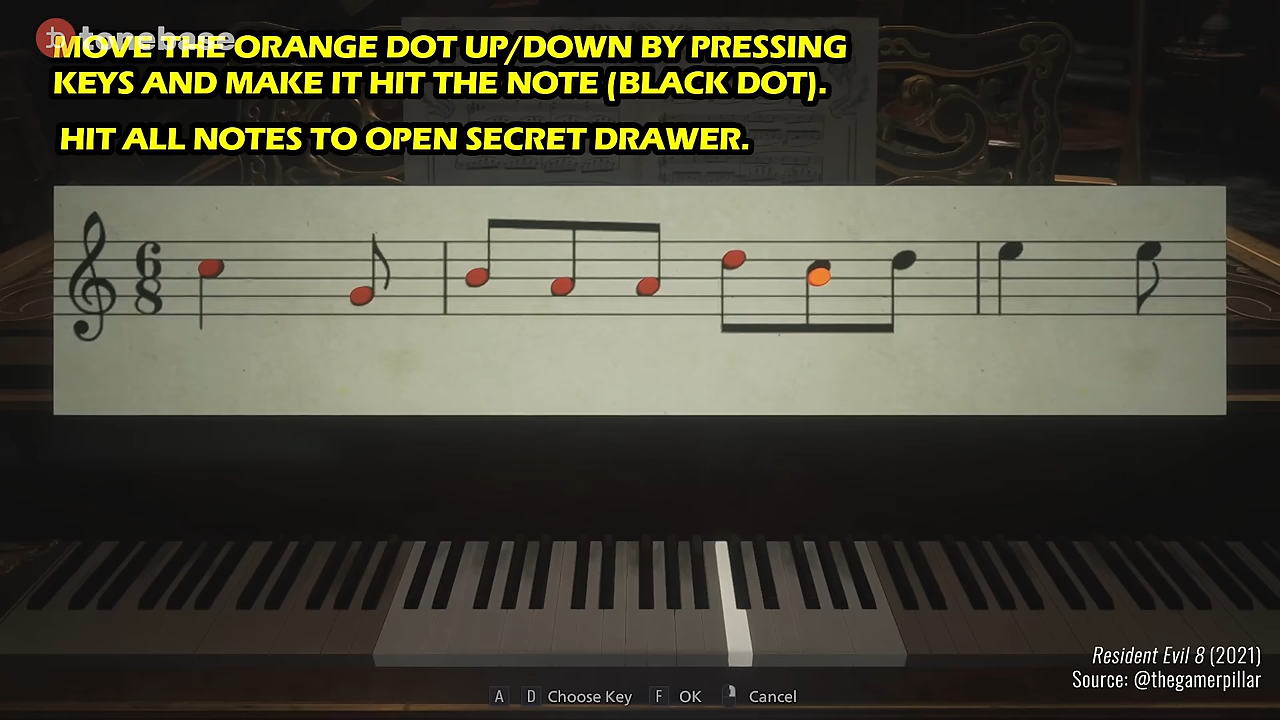 tonebase
MOVE THE ORANGE DOT UP/DOWN BY PRESSING
KEYS AND MAKE IT HIT THE NOTE (BLACK DOT).
HIT ALL NOTES TO OPEN SECRET DRAWER.
6
8
Resident Evil 8 (2021)
Source: @thegamerpillar
A D Choose Key F OK Cancel